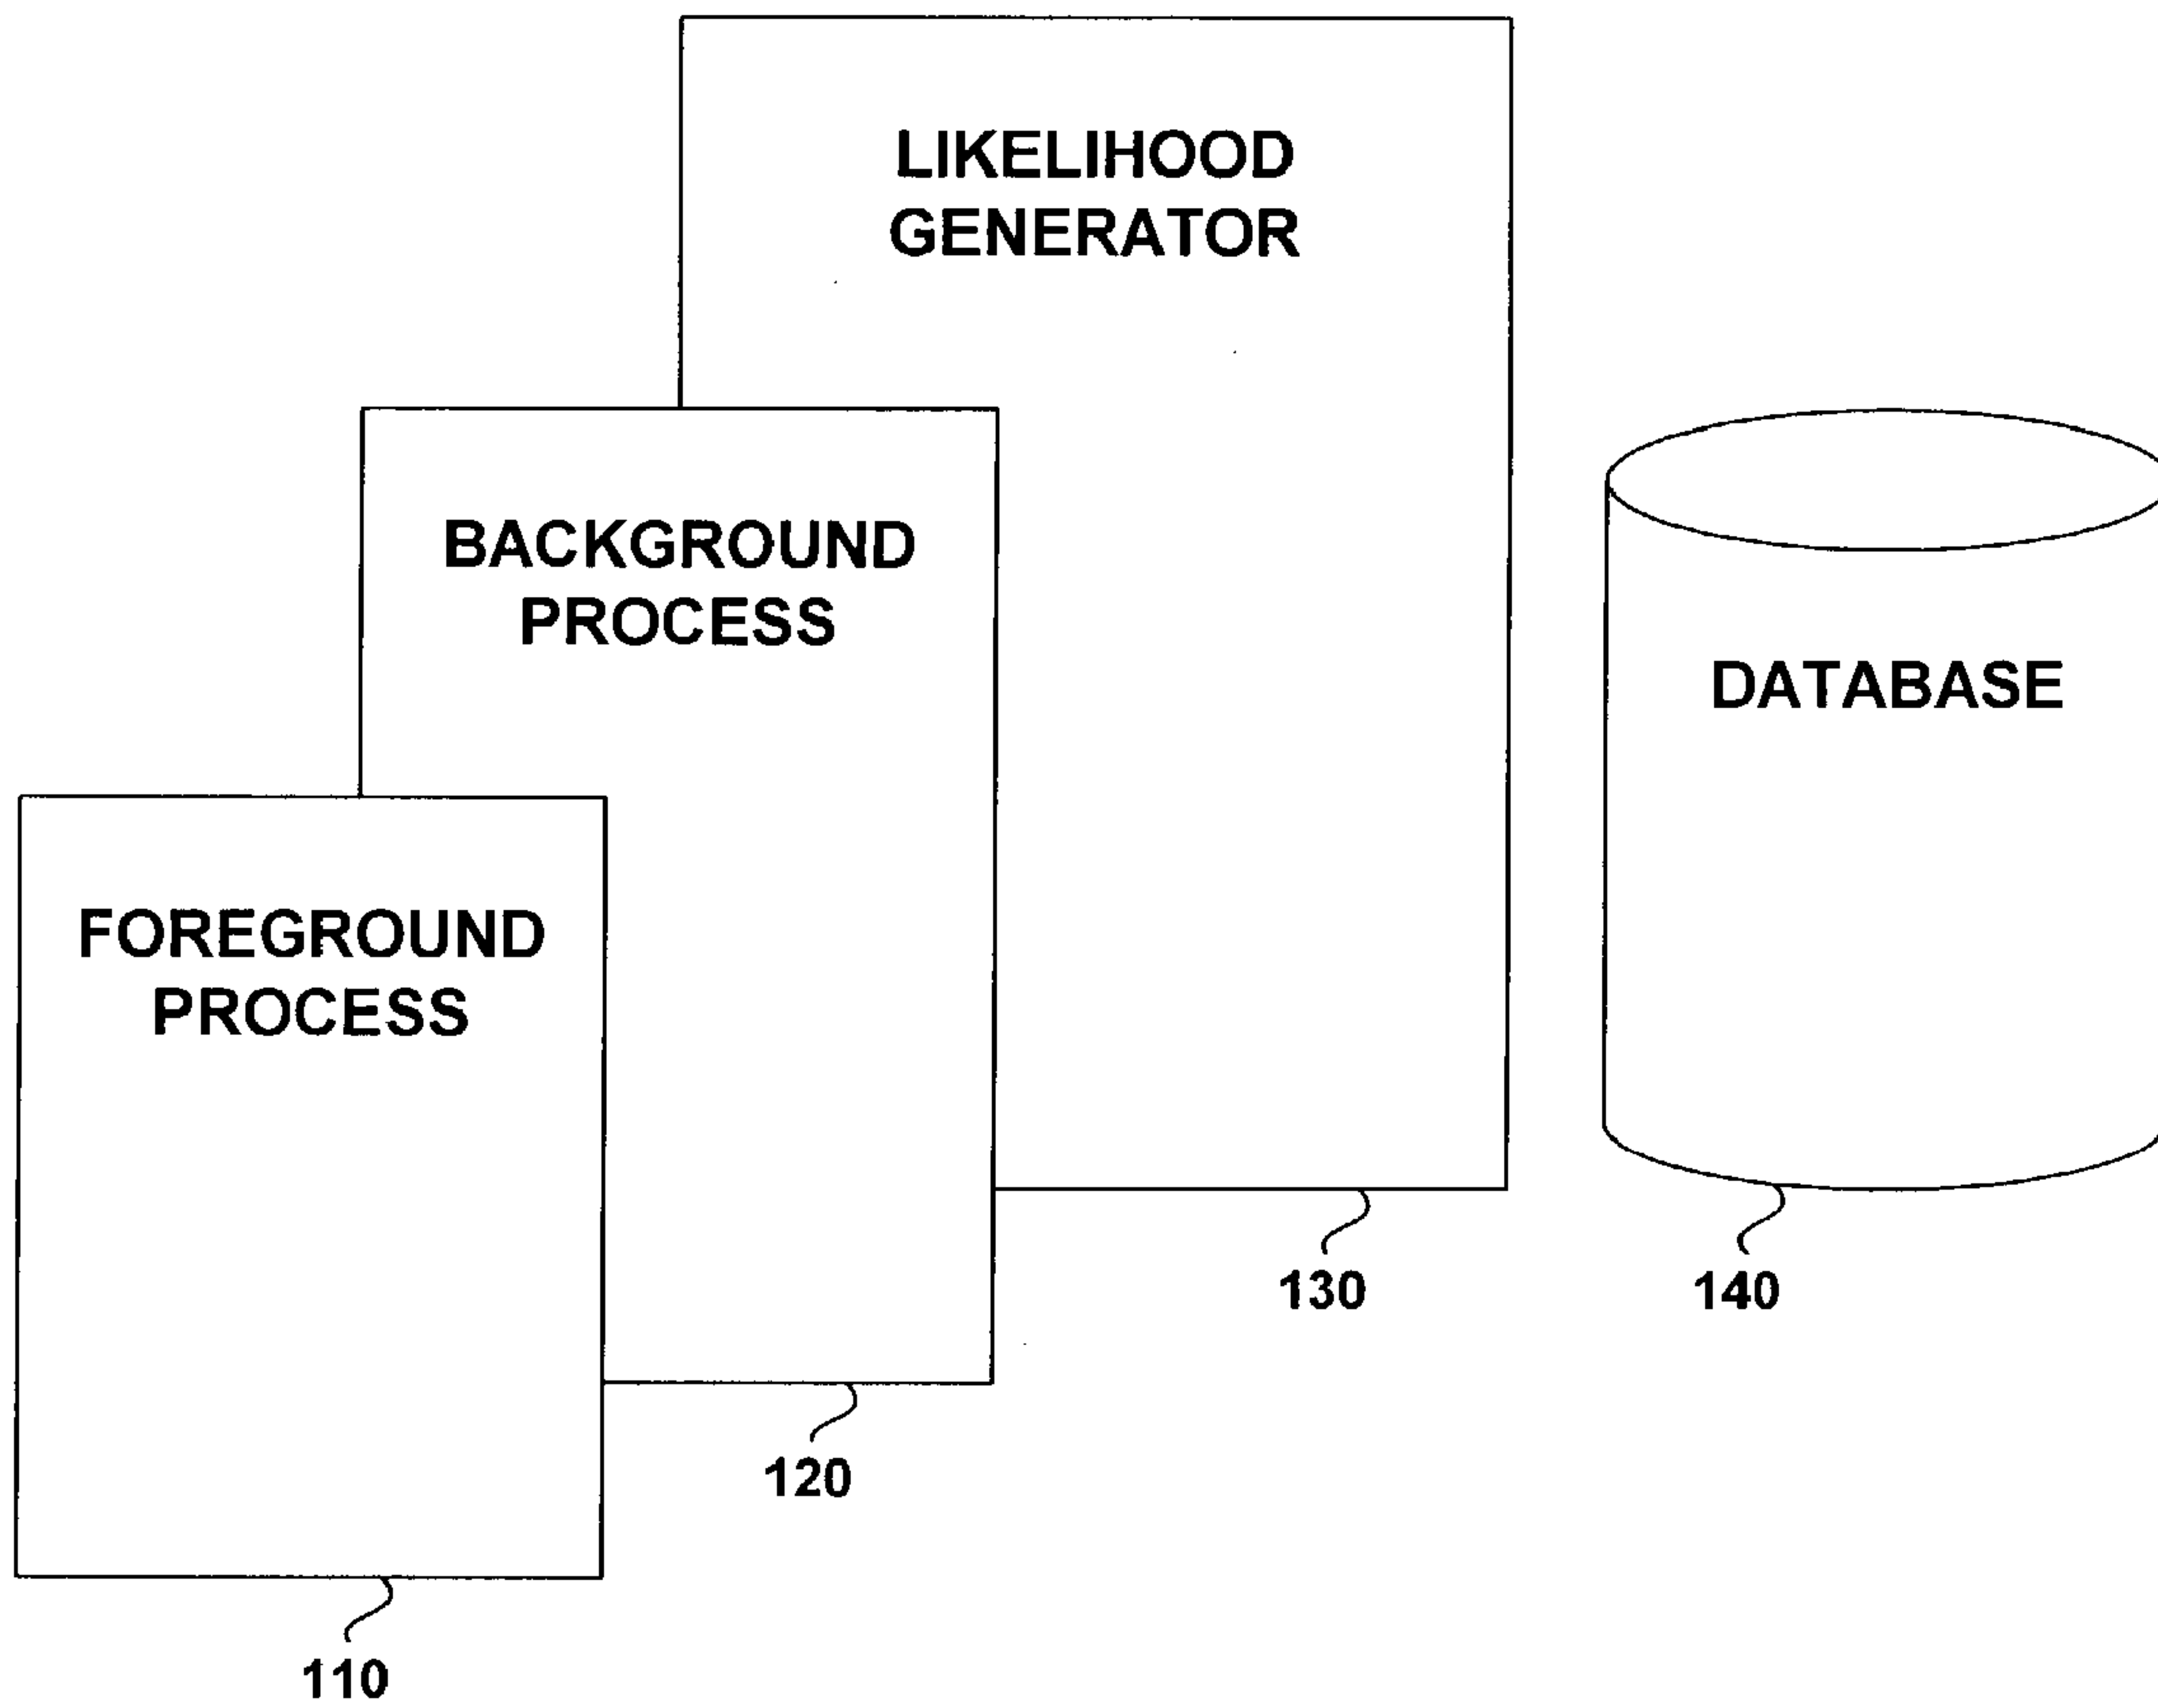 LIKELIHOOD
GENERATOR
BACKGROUND
PROCESS
DATABASE
FOREGROUND
PROCESS
130
140
120
110